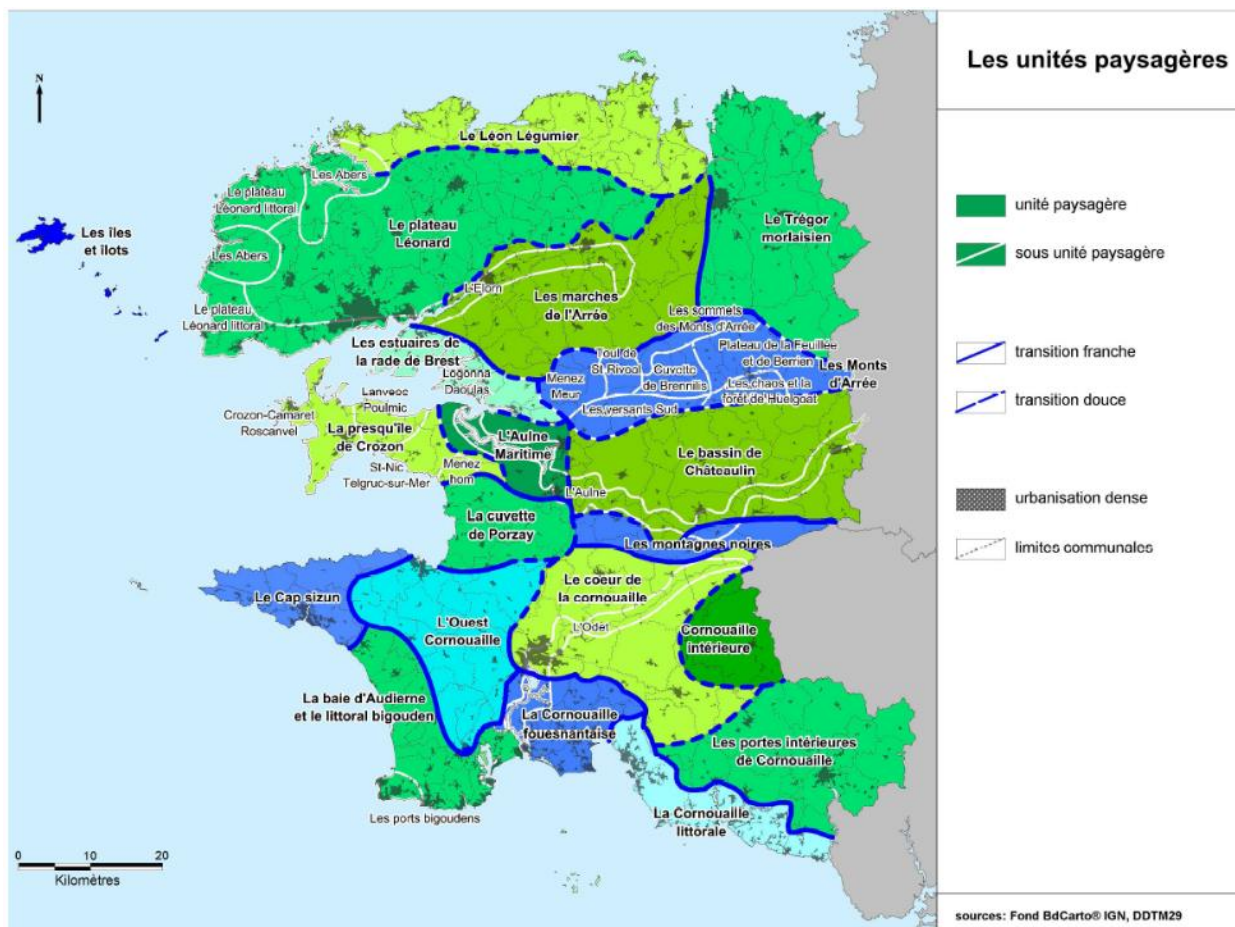 Les unités paysagères
unité paysagère
sous unité paysagère
transition franche
transition douce
urbanisation dense
limites communales
sources: Fond BdCarto® IGN, DDTM29
N
Le Léon Légumier
Les Abers
Le plateau
Léonard littoral
Le plateau
Léonard
Le Trégor
morlaisien
Les îles
et îlots
Les Abers
L'Elorn
Les marches
de l'Arrée
Le plateau
Léonard littoral
Les sommets
des Monts d'Arrée
Les estuaires de
la rade de Brest
Toul de
St-Rivoal
Cuvette
de Brennilis
Plateau de la Feuillée
et de Berrien
Les Monts
d'Arrée
Logonna
Daoulas
Menez
Meur
Les chaos et la
forêt de Huelgoat
Lanveoc
Poulmic
Les versants Sud
Crozon-Camaret
Roscanvel
La presqu'île
de Crozon
L'Aulne
Maritime
Le bassin de
Châteaulin
St-Nic
Telgruc-sur-Mer
Menez
hom
L'Aulne
La cuvette
de Porzay
Les montagnes noires
Le Cap sizun
Le coeur de
la cornouaille
L'Ouest
Cornouaille
L'Odet
Cornouaille
intérieure
La baie d'Audierne
et le littoral bigouden
La Cornouaille
fouesnantaise
Les portes intérieures
de Cornouaille
Les ports bigoudens
La Cornouaille
littorale
0 10 20
Kilomètres